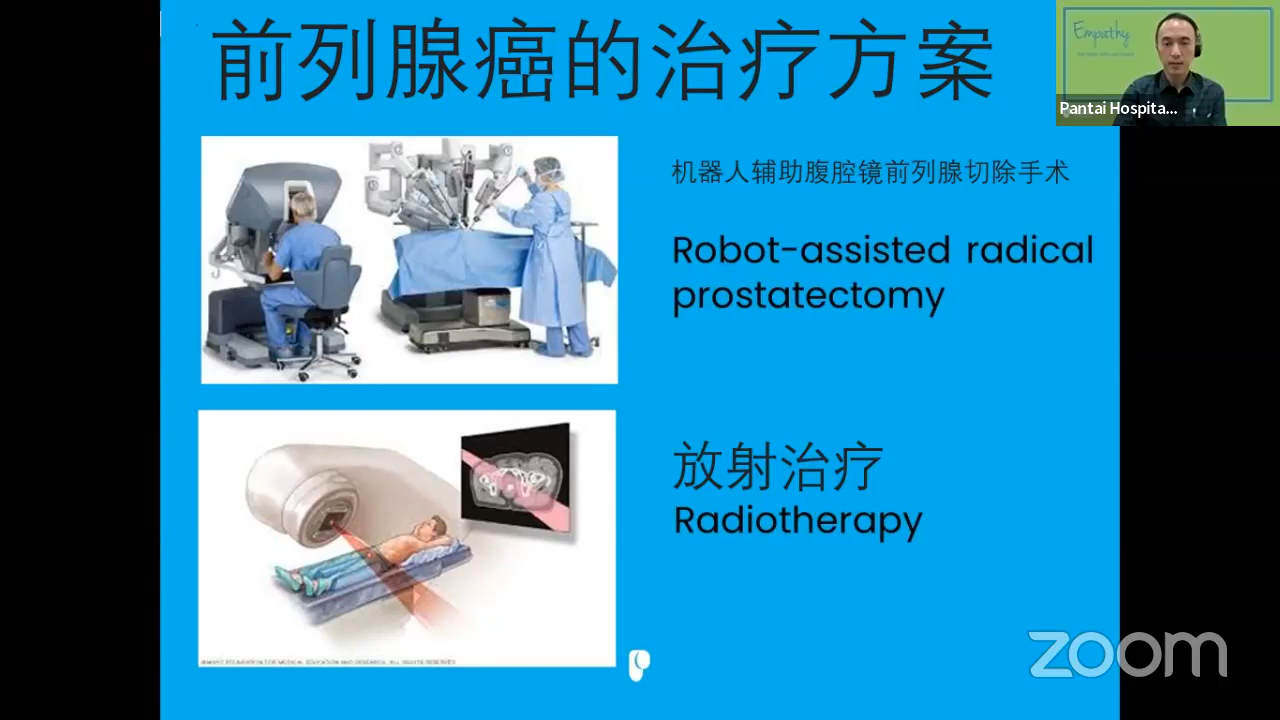 前列腺癌的治疗方案
Empathy
Pantai Hospita...
机器人辅助腹腔镜前列腺切除手术
Robot-assisted radical
prostatectomy
放射治疗
Radiotherapy
zoom